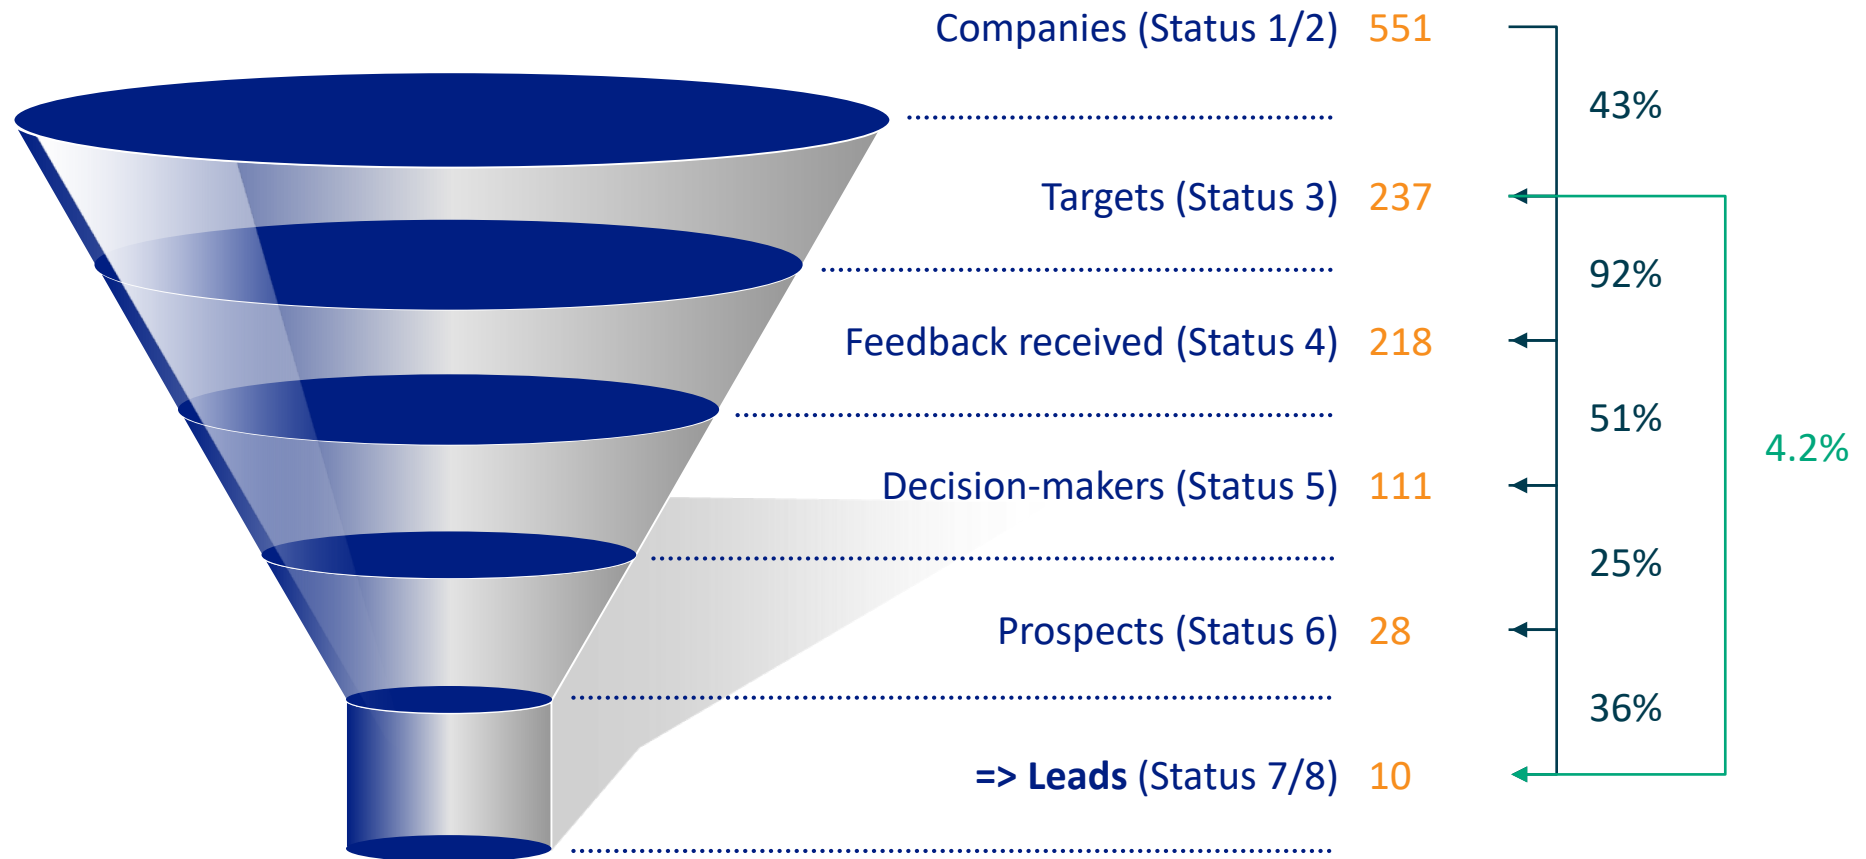 Companies (Status 1/2) 551
43%
Targets (Status 3) 237
92%
Feedback received (Status 4) 218
51%
4.2%
Decision-makers (Status 5) 111
25%
Prospects (Status 6) 28
36%
=> Leads (Status 7/8) 10